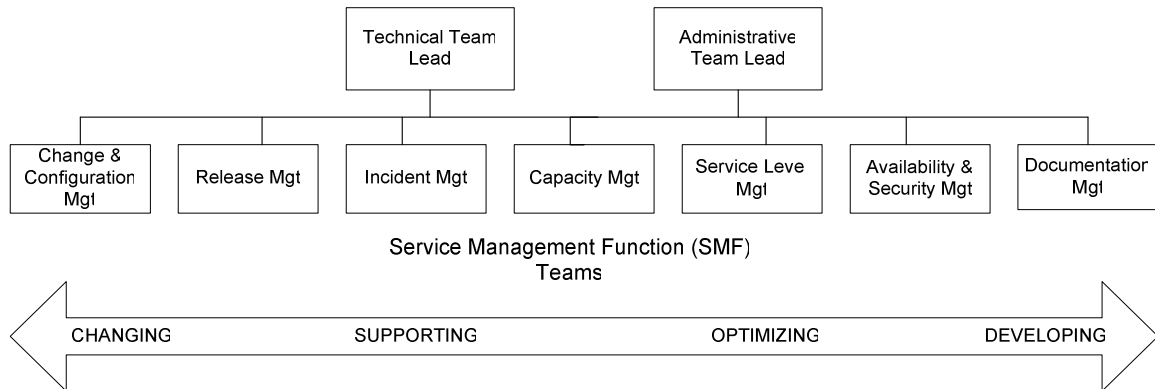 Technical Team
Lead
Administrative
Team Lead
Change &
Configuration
Mgt
Release Mgt
Incident Mgt
Capacity Mgt
Service Leve
Mgt
Availability &
Security Mgt
Documentation
Mgt
Service Management Function (SMF)
Teams
CHANGING SUPPORTING OPTIMIZING DEVELOPING